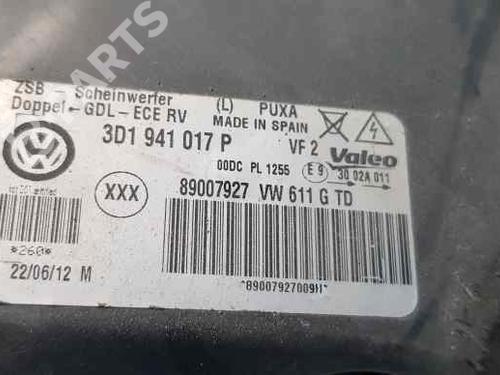 ZSB - Scheinwerfer
Doppel-GDL-ECE RV
(L) PUXA
MADE IN SPAIN
3D1 941 017 P
VF 2
Valeo
00DC PL 1255
E 9
30 02A 011
XXX
89007927 VW 611 G TD
*260*
22/06/12 M
*89007927009H*